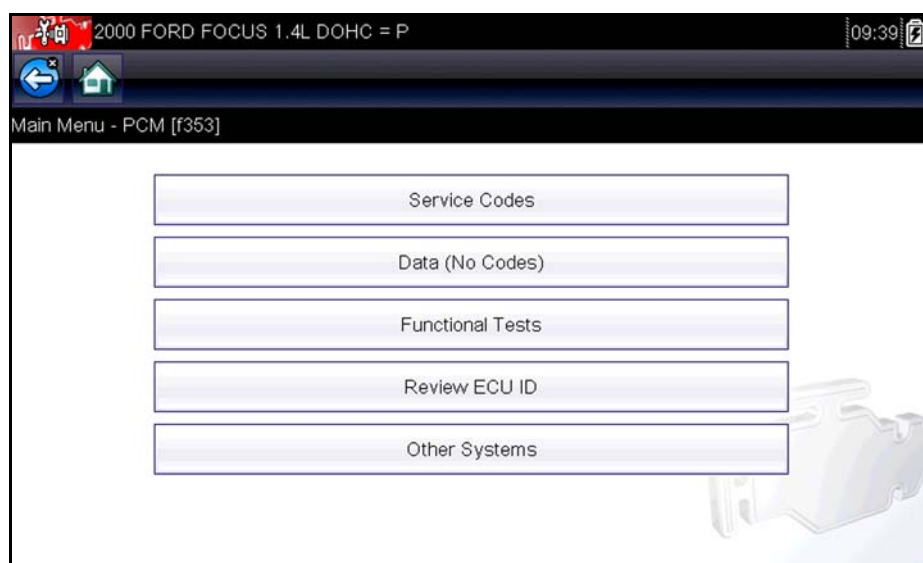 2000 FORD FOCUS 1.4L DOHC = P
09:39
Main Menu - PCM [f353]
Service Codes
Data (No Codes)
Functional Tests
Review ECU ID
Other Systems